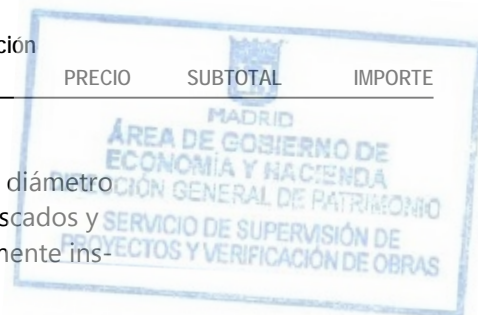 ción
PRECIO SUBTOTAL IMPORTE
MADRID
ÁREA DE GOBIERNO DE
ECONOMÍA Y HACIENDA
diámetro
DIRECCIÓN GENERAL DE PATRIMONIO
scados y
SERVICIO DE SUPERVISIÓN DE
mente ins-
PROYECTOS Y VERIFICACIÓN DE OBRAS